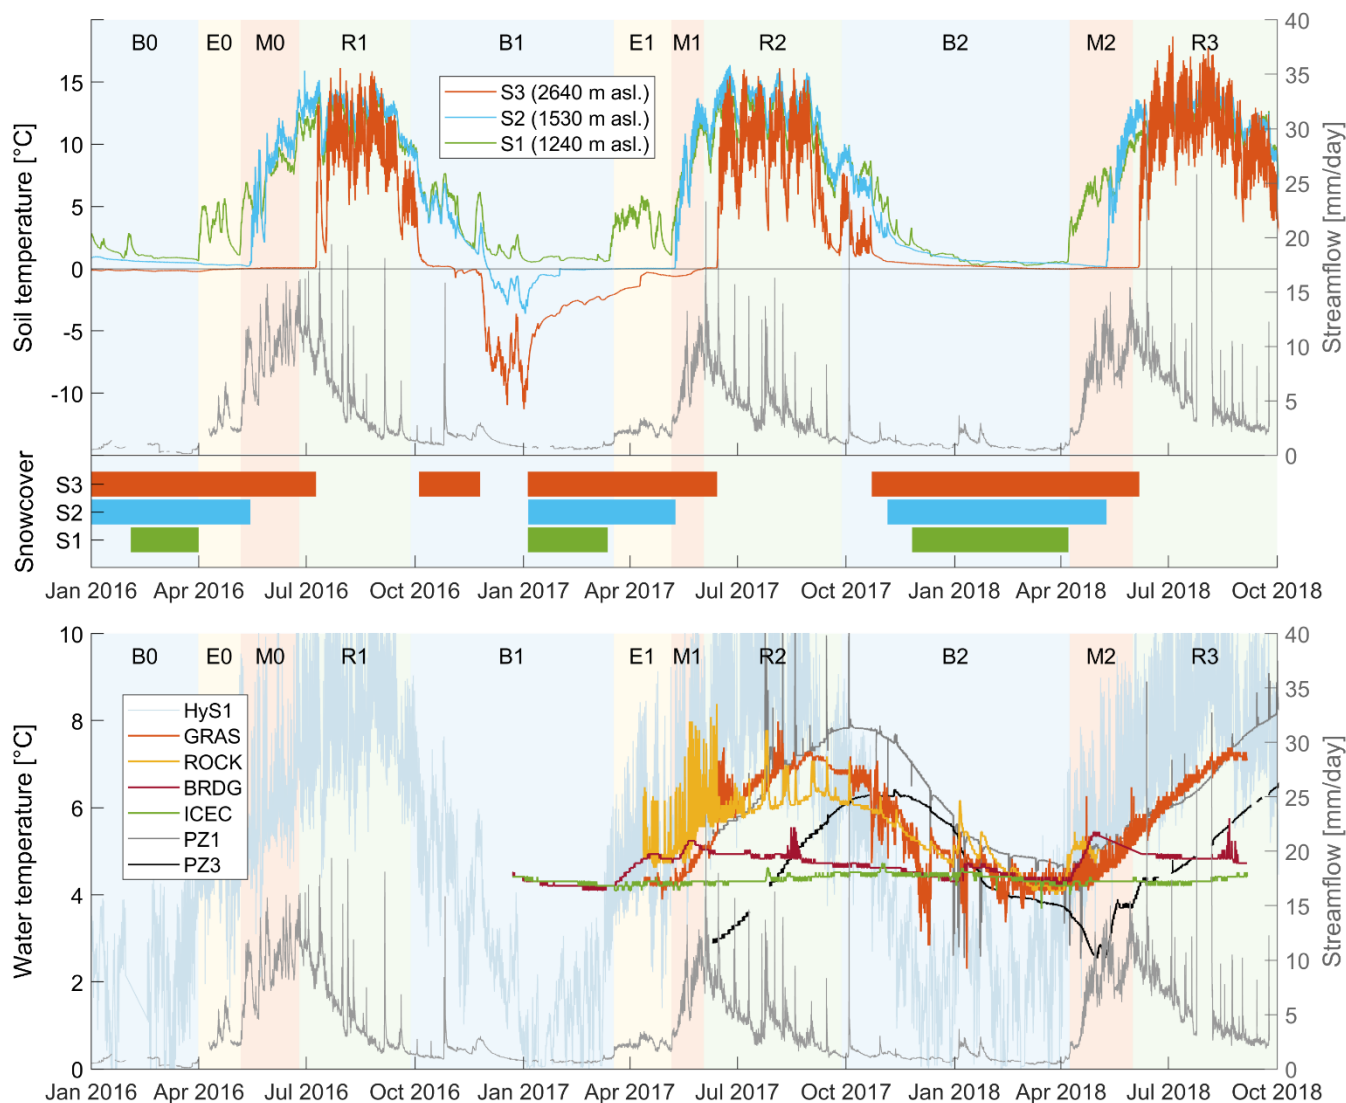 B0 E0 M0 R1 B1 E1 M1 R2 B2 M2 R3
S3 (2640 m asl.)
S2 (1530 m asl.)
S1 (1240 m asl.)
Soil temperature [°C]
15
10
5
0
-5
-10
Streamflow [mm/day]
40
35
30
25
20
15
10
5
0
Snowcover
S3
S2
S1
Jan 2016 Apr 2016 Jul 2016 Oct 2016 Jan 2017 Apr 2017 Jul 2017 Oct 2017 Jan 2018 Apr 2018 Jul 2018 Oct 2018
B0 E0 M0 R1 B1 E1 M1 R2 B2 M2 R3
HyS1
GRAS
ROCK
BRDG
ICEC
PZ1
PZ3
Water temperature [°C]
10
8
6
4
2
0
Streamflow [mm/day]
40
35
30
25
20
15
10
5
0
Jan 2016 Apr 2016 Jul 2016 Oct 2016 Jan 2017 Apr 2017 Jul 2017 Oct 2017 Jan 2018 Apr 2018 Jul 2018 Oct 2018